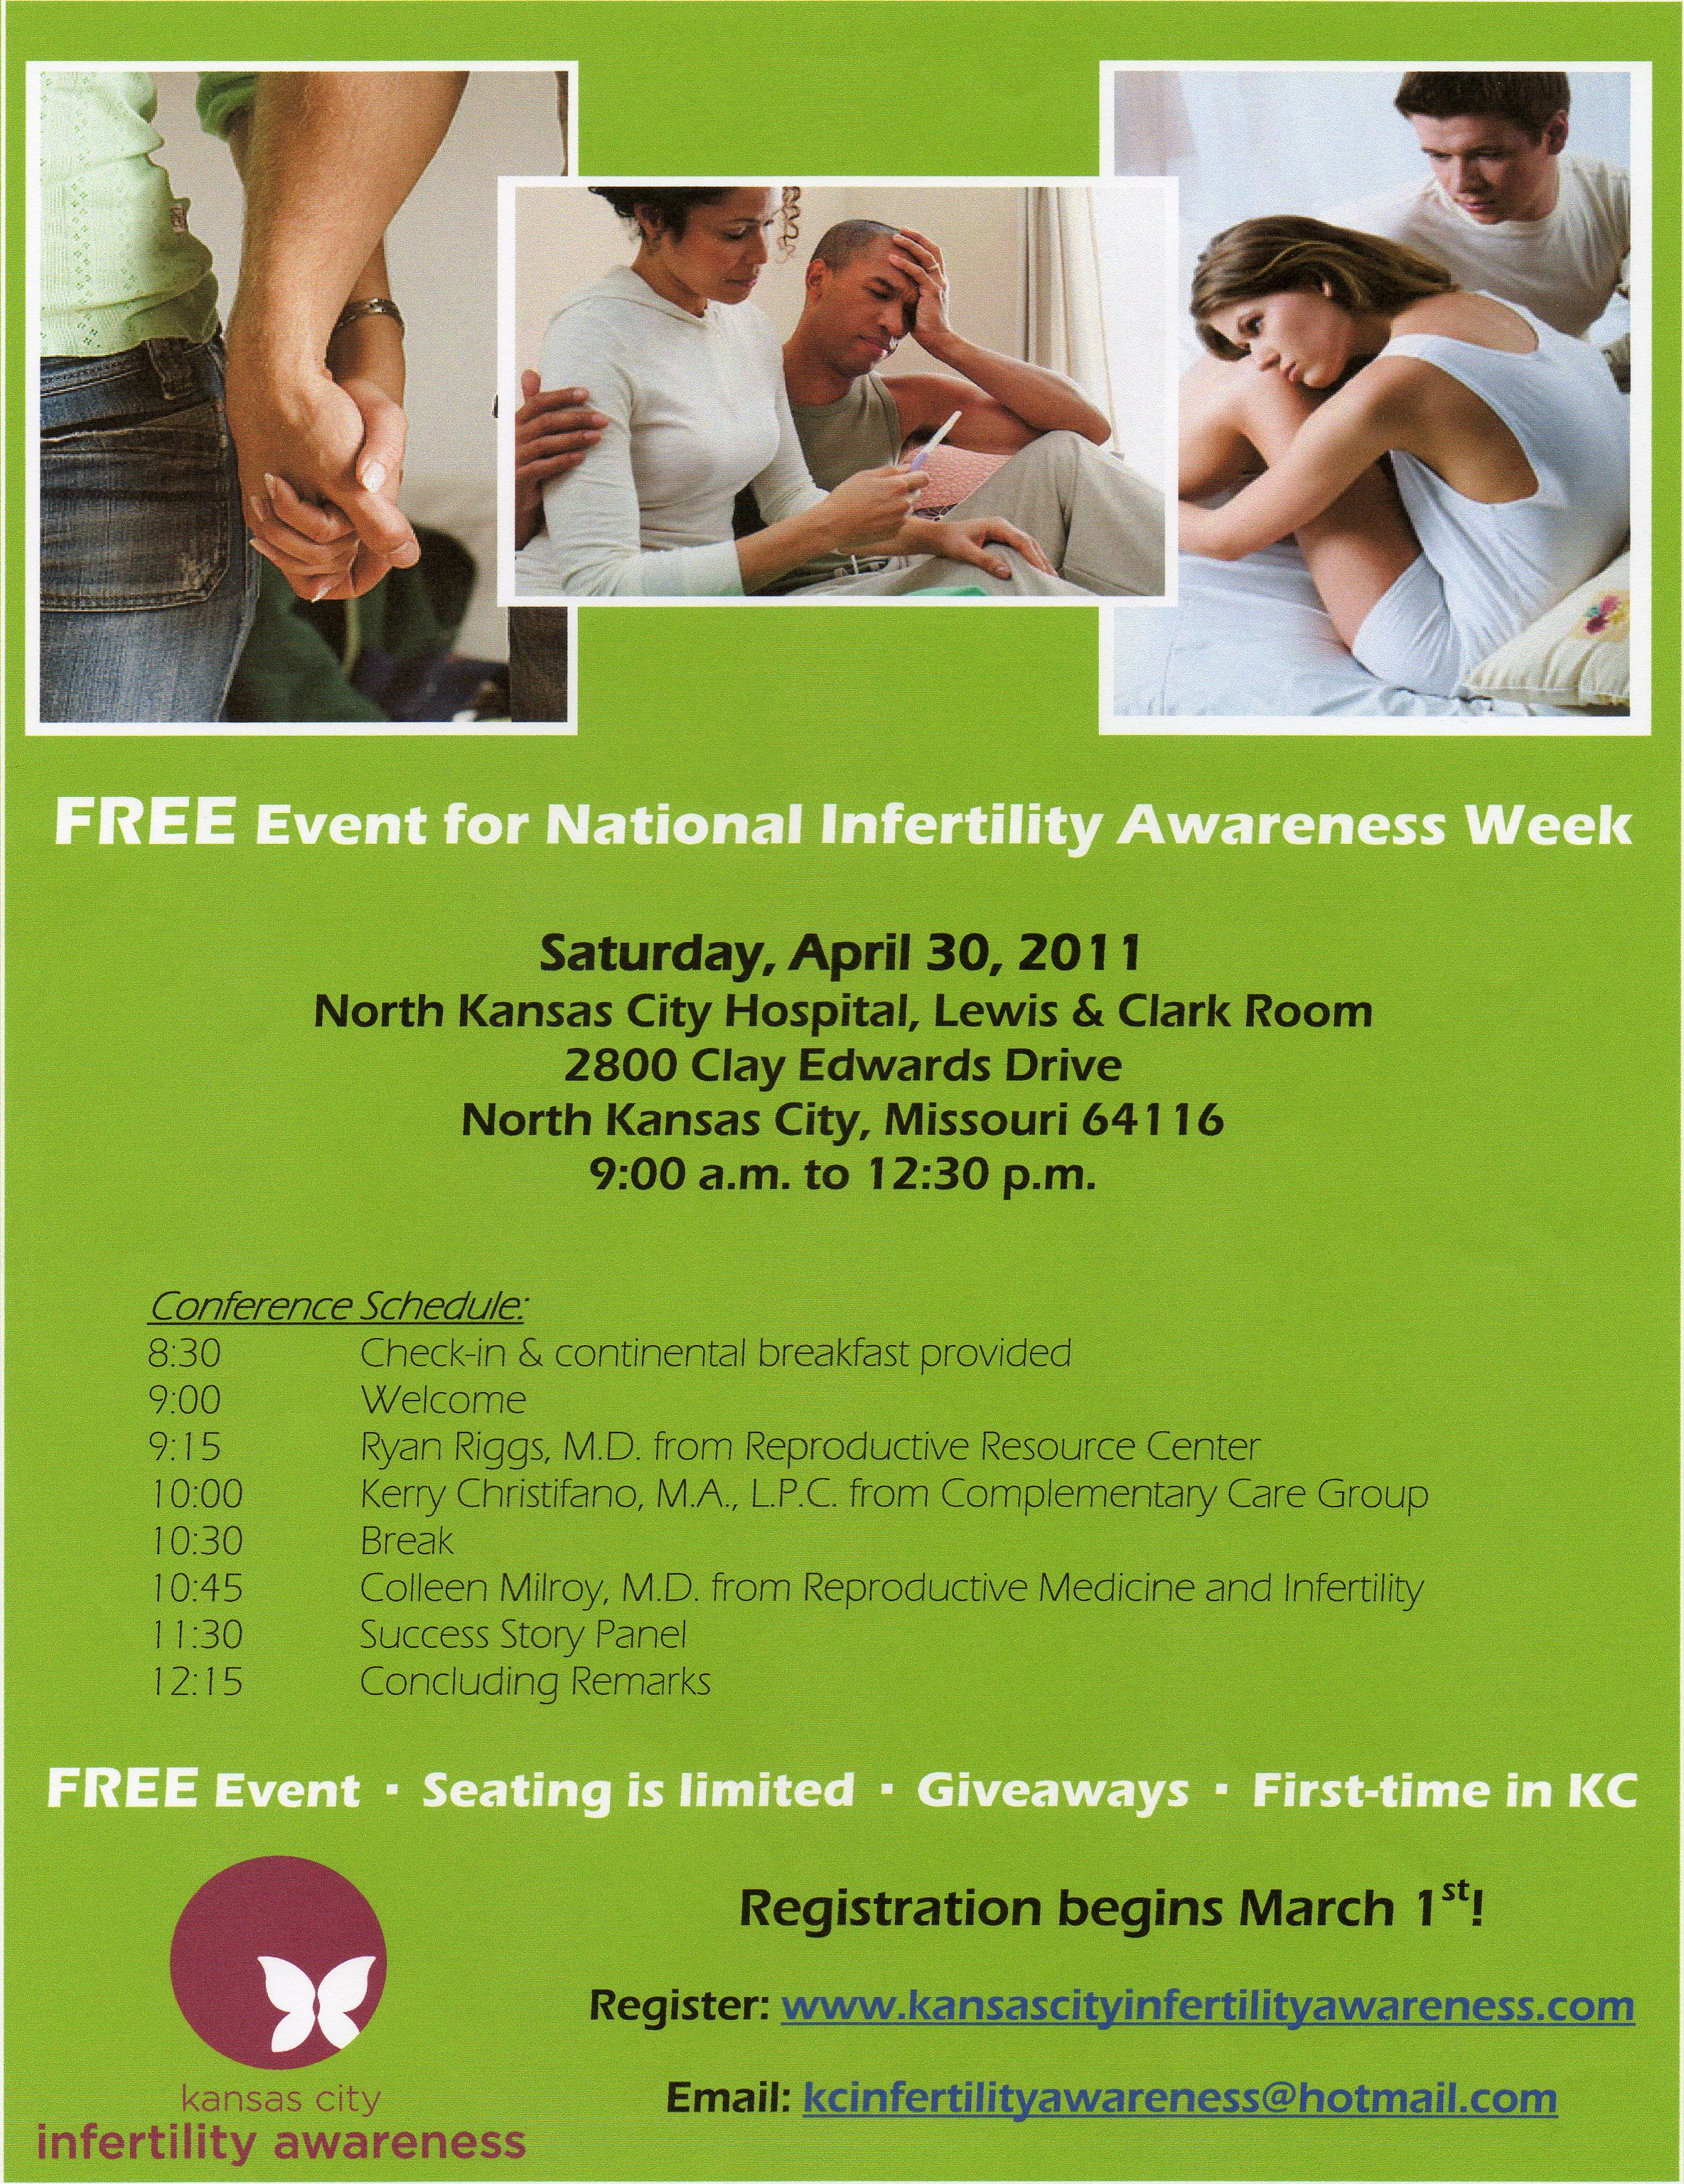 FREE Event for National Infertility Awareness Week
Saturday, April 30, 2011
North Kansas City Hospital, Lewis & Clark Room
2800 Clay Edwards Drive
North Kansas City, Missouri 64116
9:00 a.m. to 12:30 p.m.
Conference Schedule:
8:30 Check-in & continental breakfast provided
9:00 Welcome
9:15 Ryan Riggs, M.D. from Reproductive Resource Center
10:00 Kerry Christifano, M.A., L.P.C. from Complementary Care Group
10:30 Break
10:45 Colleen Milroy, M.D. from Reproductive Medicine and Infertility
11:30 Success Story Panel
12:15 Concluding Remarks
FREE Event ▪ Seating is limited ▪ Giveaways ▪ First-time in KC
Registration begins March 1st!
Register: www.kansascityinfertilityawareness.com
Email: kcinfertilityawareness@hotmail.com
kansas city
infertility awareness